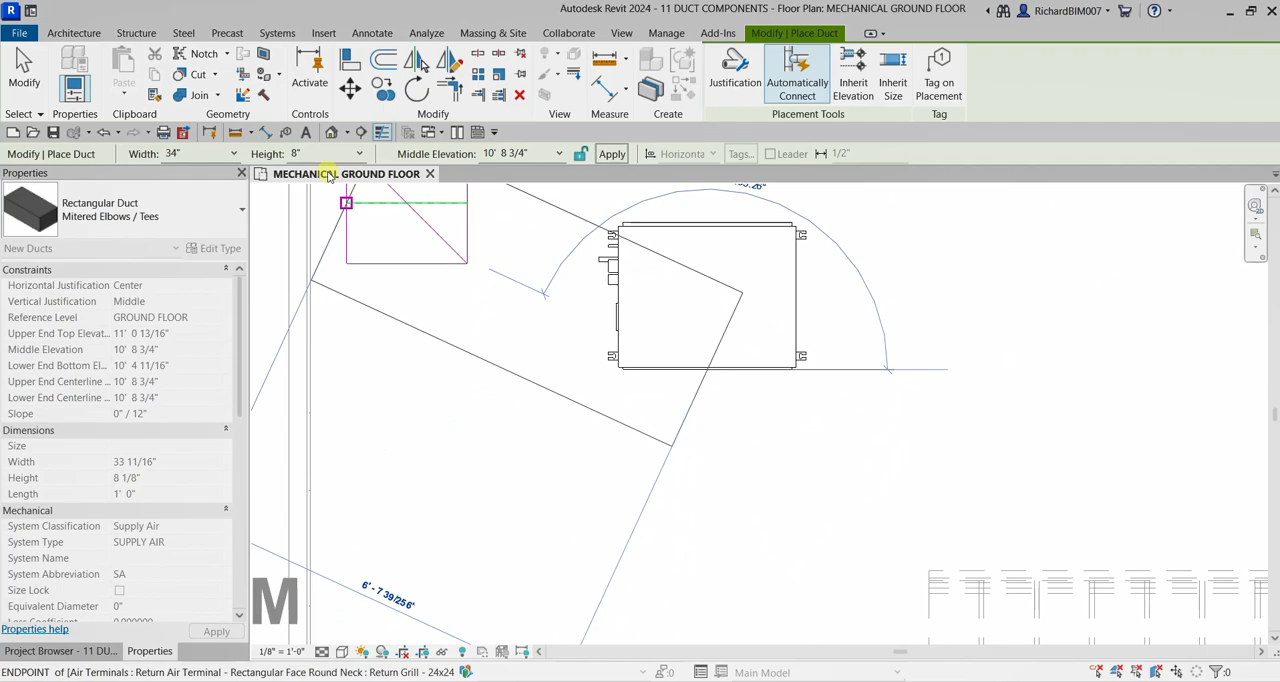 Autodesk Revit 2024 - 11 DUCT COMPONENTS - Floor Plan: MECHANICAL GROUND FLOOR
RichardBIM007
File Architecture Structure Steel Precast Systems Insert Annotate Analyze Massing & Site Collaborate View Manage Add-Ins Modify | Place Duct
Modify Paste Notch Cut Join Activate Justification Automatically Connect Inherit Elevation Inherit Size Tag on Placement
Select Properties Clipboard Geometry Controls Modify View Measure Create Placement Tools Tag
Modify | Place Duct Width: 34" Height: 8" Middle Elevation: 10' 8 3/4" Apply Horizonta Tags... Leader 1/2"
Properties
MECHANICAL GROUND FLOOR
Rectangular Duct
Mitered Elbows / Tees
New Ducts Edit Type
Constraints
Horizontal Justification Center
Vertical Justification Middle
Reference Level GROUND FLOOR
Upper End Top Elevat... 11' 0 13/16"
Middle Elevation 10' 8 3/4"
Lower End Bottom El... 10' 4 11/16"
Upper End Centerline ... 10' 8 3/4"
Lower End Centerline ... 10' 8 3/4"
Slope 0" / 12"
Dimensions
Size
Width 33 11/16"
Height 8 1/8"
Length 1' 0"
Mechanical
System Classification Supply Air
System Type SUPPLY AIR
System Name
System Abbreviation SA
Size Lock
Equivalent Diameter 0"
Properties help Apply
6' - 7 39/256"
M
Project Browser - 11 DU... Properties 1/8" = 1'-0"
ENDPOINT of [Air Terminals : Return Air Terminal - Rectangular Face Round Neck : Return Grill - 24x24 :0 Main Model :0